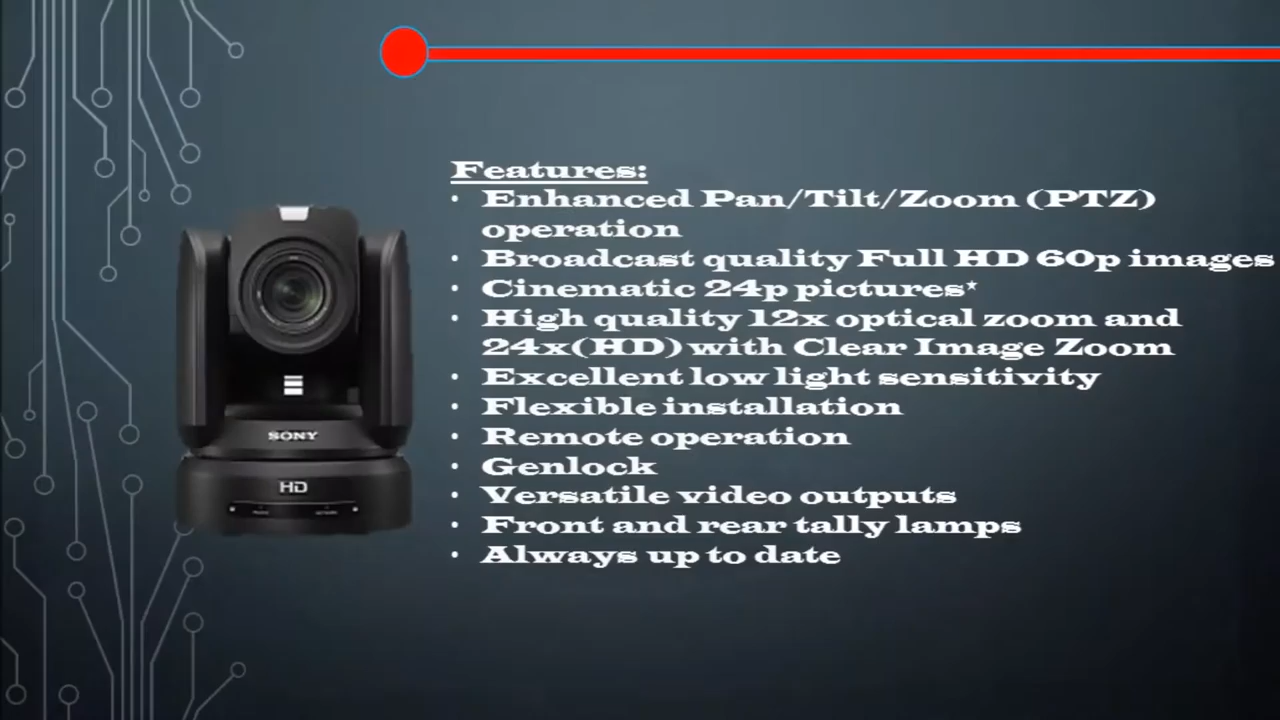 Features:
• Enhanced Pan/Tilt/Zoom (PTZ)
operation
• Broadcast quality Full HD 60p images
• Cinematic 24p pictures*
• High quality 12x optical zoom and
24x(HD) with Clear Image Zoom
• Excellent low light sensitivity
• Flexible installation
• Remote operation
• Genlock
• Versatile video outputs
• Front and rear tally lamps
• Always up to date
SONY
HD